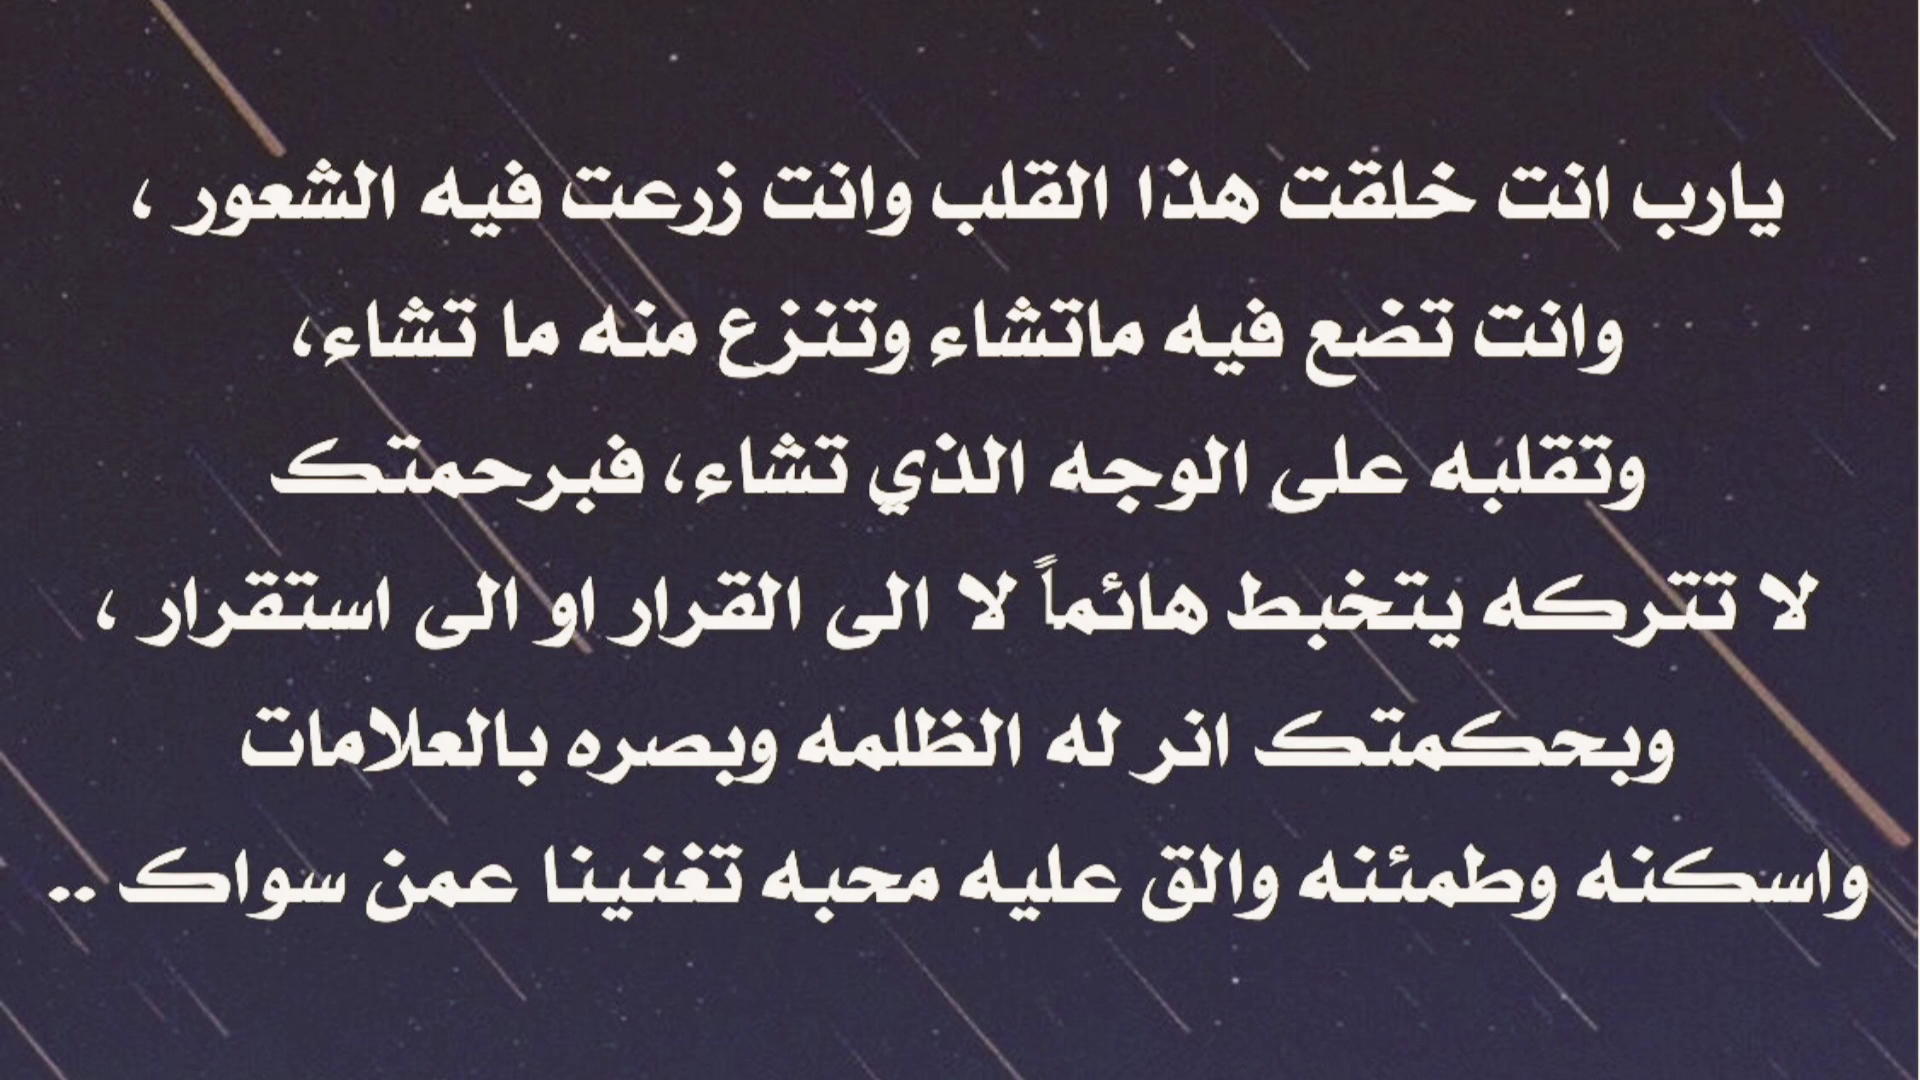 يارب انت خلقت هذا القلب وانت زرعت فيه الشعور ،
وانت تضع فيه ماتشاء وتنزع منه ما تشاء،
وتقلبه على الوجه الذي تشاء، فبرحمتك
لا تتركه يتخبط هائماً لا الى القرار او الى استقرار ،
وبحكمتك انر له الظلمه وبصره بالعلامات
واسكنه وطمئنه والق عليه محبه تغنينا عمن سواك ..